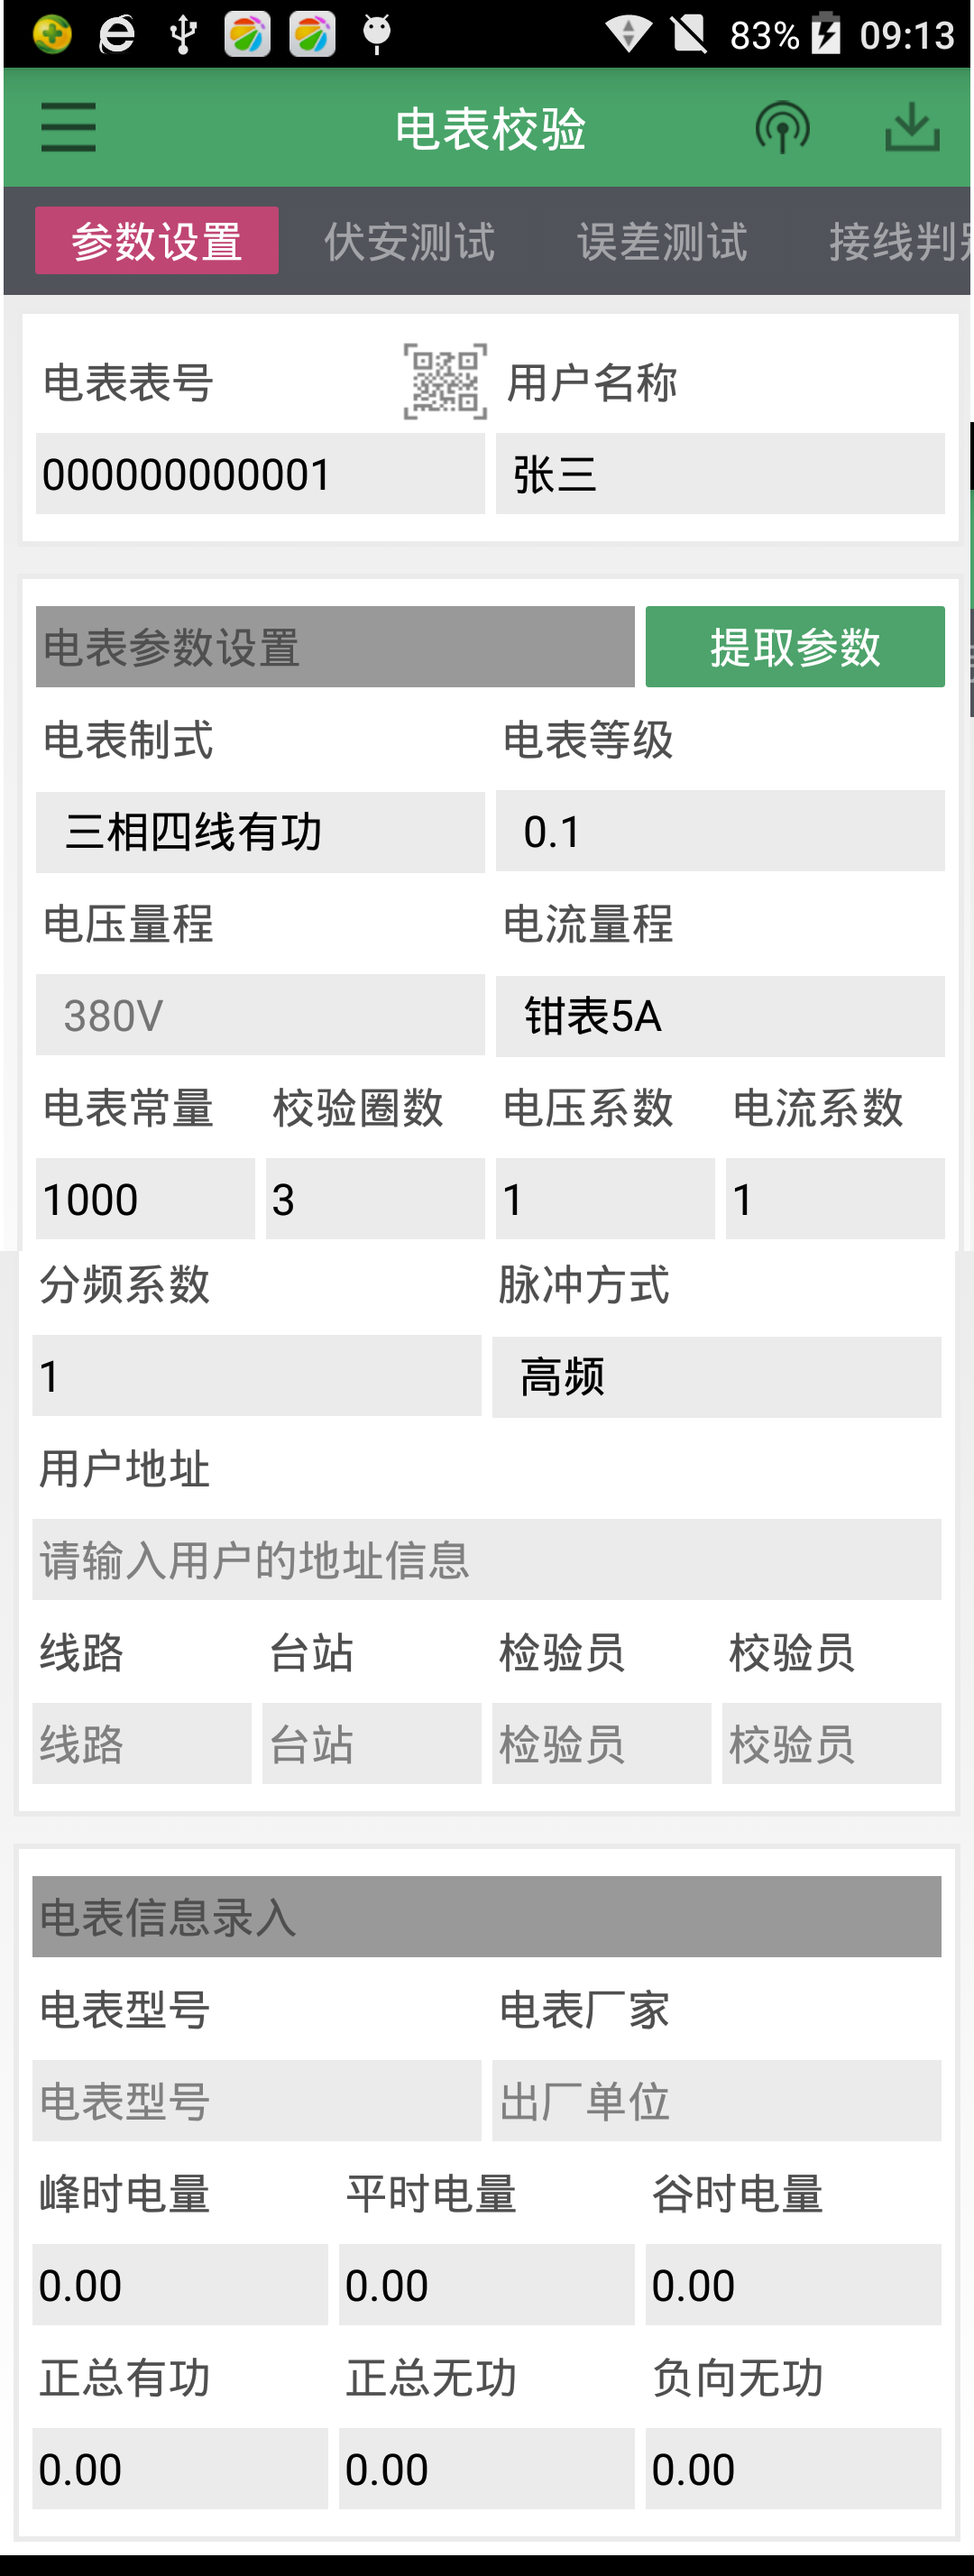 83% 09:13
电表校验
参数设置 伏安测试 误差测试 接线判
电表表号 用户名称
000000000001 张三
电表参数设置 提取参数
电表制式 电表等级
三相四线有功 0.1
电压量程 电流量程
380V 钳表5A
电表常量 校验圈数 电压系数 电流系数
1000 3 1 1
分频系数 脉冲方式
1 高频
用户地址
请输入用户的地址信息
线路 台站 检验员 校验员
线路 台站 检验员 校验员
电表信息录入
电表型号 电表厂家
电表型号 出厂单位
峰时电量 平时电量 谷时电量
0.00 0.00 0.00
正总有功 正总无功 负向无功
0.00 0.00 0.00